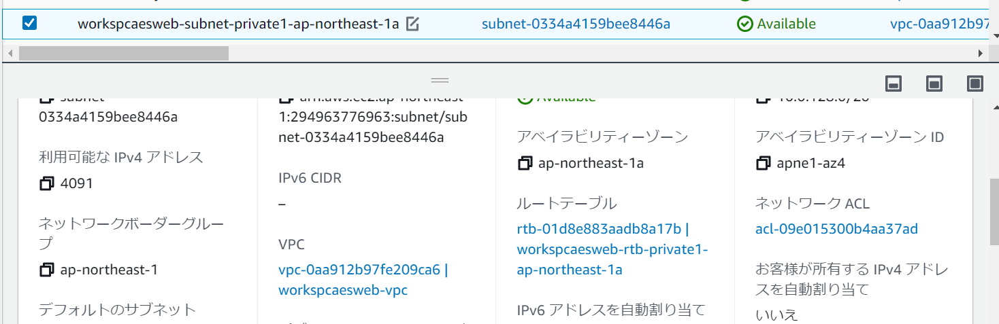 workspcaesweb-subnet-private1-ap-northeast-1a subnet-0334a4159bee8446a Available vpc-0aa912b97
subnet-
0334a4159bee8446a
利用可能な IPv4 アドレス
4091
ネットワークボーダーグルー
プ
ap-northeast-1
デフォルトのサブネット
arn:aws:ec2:ap-northeast-
1:294963776963:subnet/sub
net-0334a4159bee8446a
IPv6 CIDR
–
VPC
vpc-0aa912b97fe209ca6 |
workspcaesweb-vpc
Available
アベイラビリティーゾーン
ap-northeast-1a
ルートテーブル
rtb-01d8e883aadb8a17b |
workspcaesweb-rtb-private1-
ap-northeast-1a
IPv6 アドレスを自動割り当て
10.0.128.0/20
アベイラビリティーゾーン ID
apne1-az4
ネットワーク ACL
acl-09e015300b4aa37ad
お客様が所有する IPv4 アドレ
スを自動割り当て
いいえ